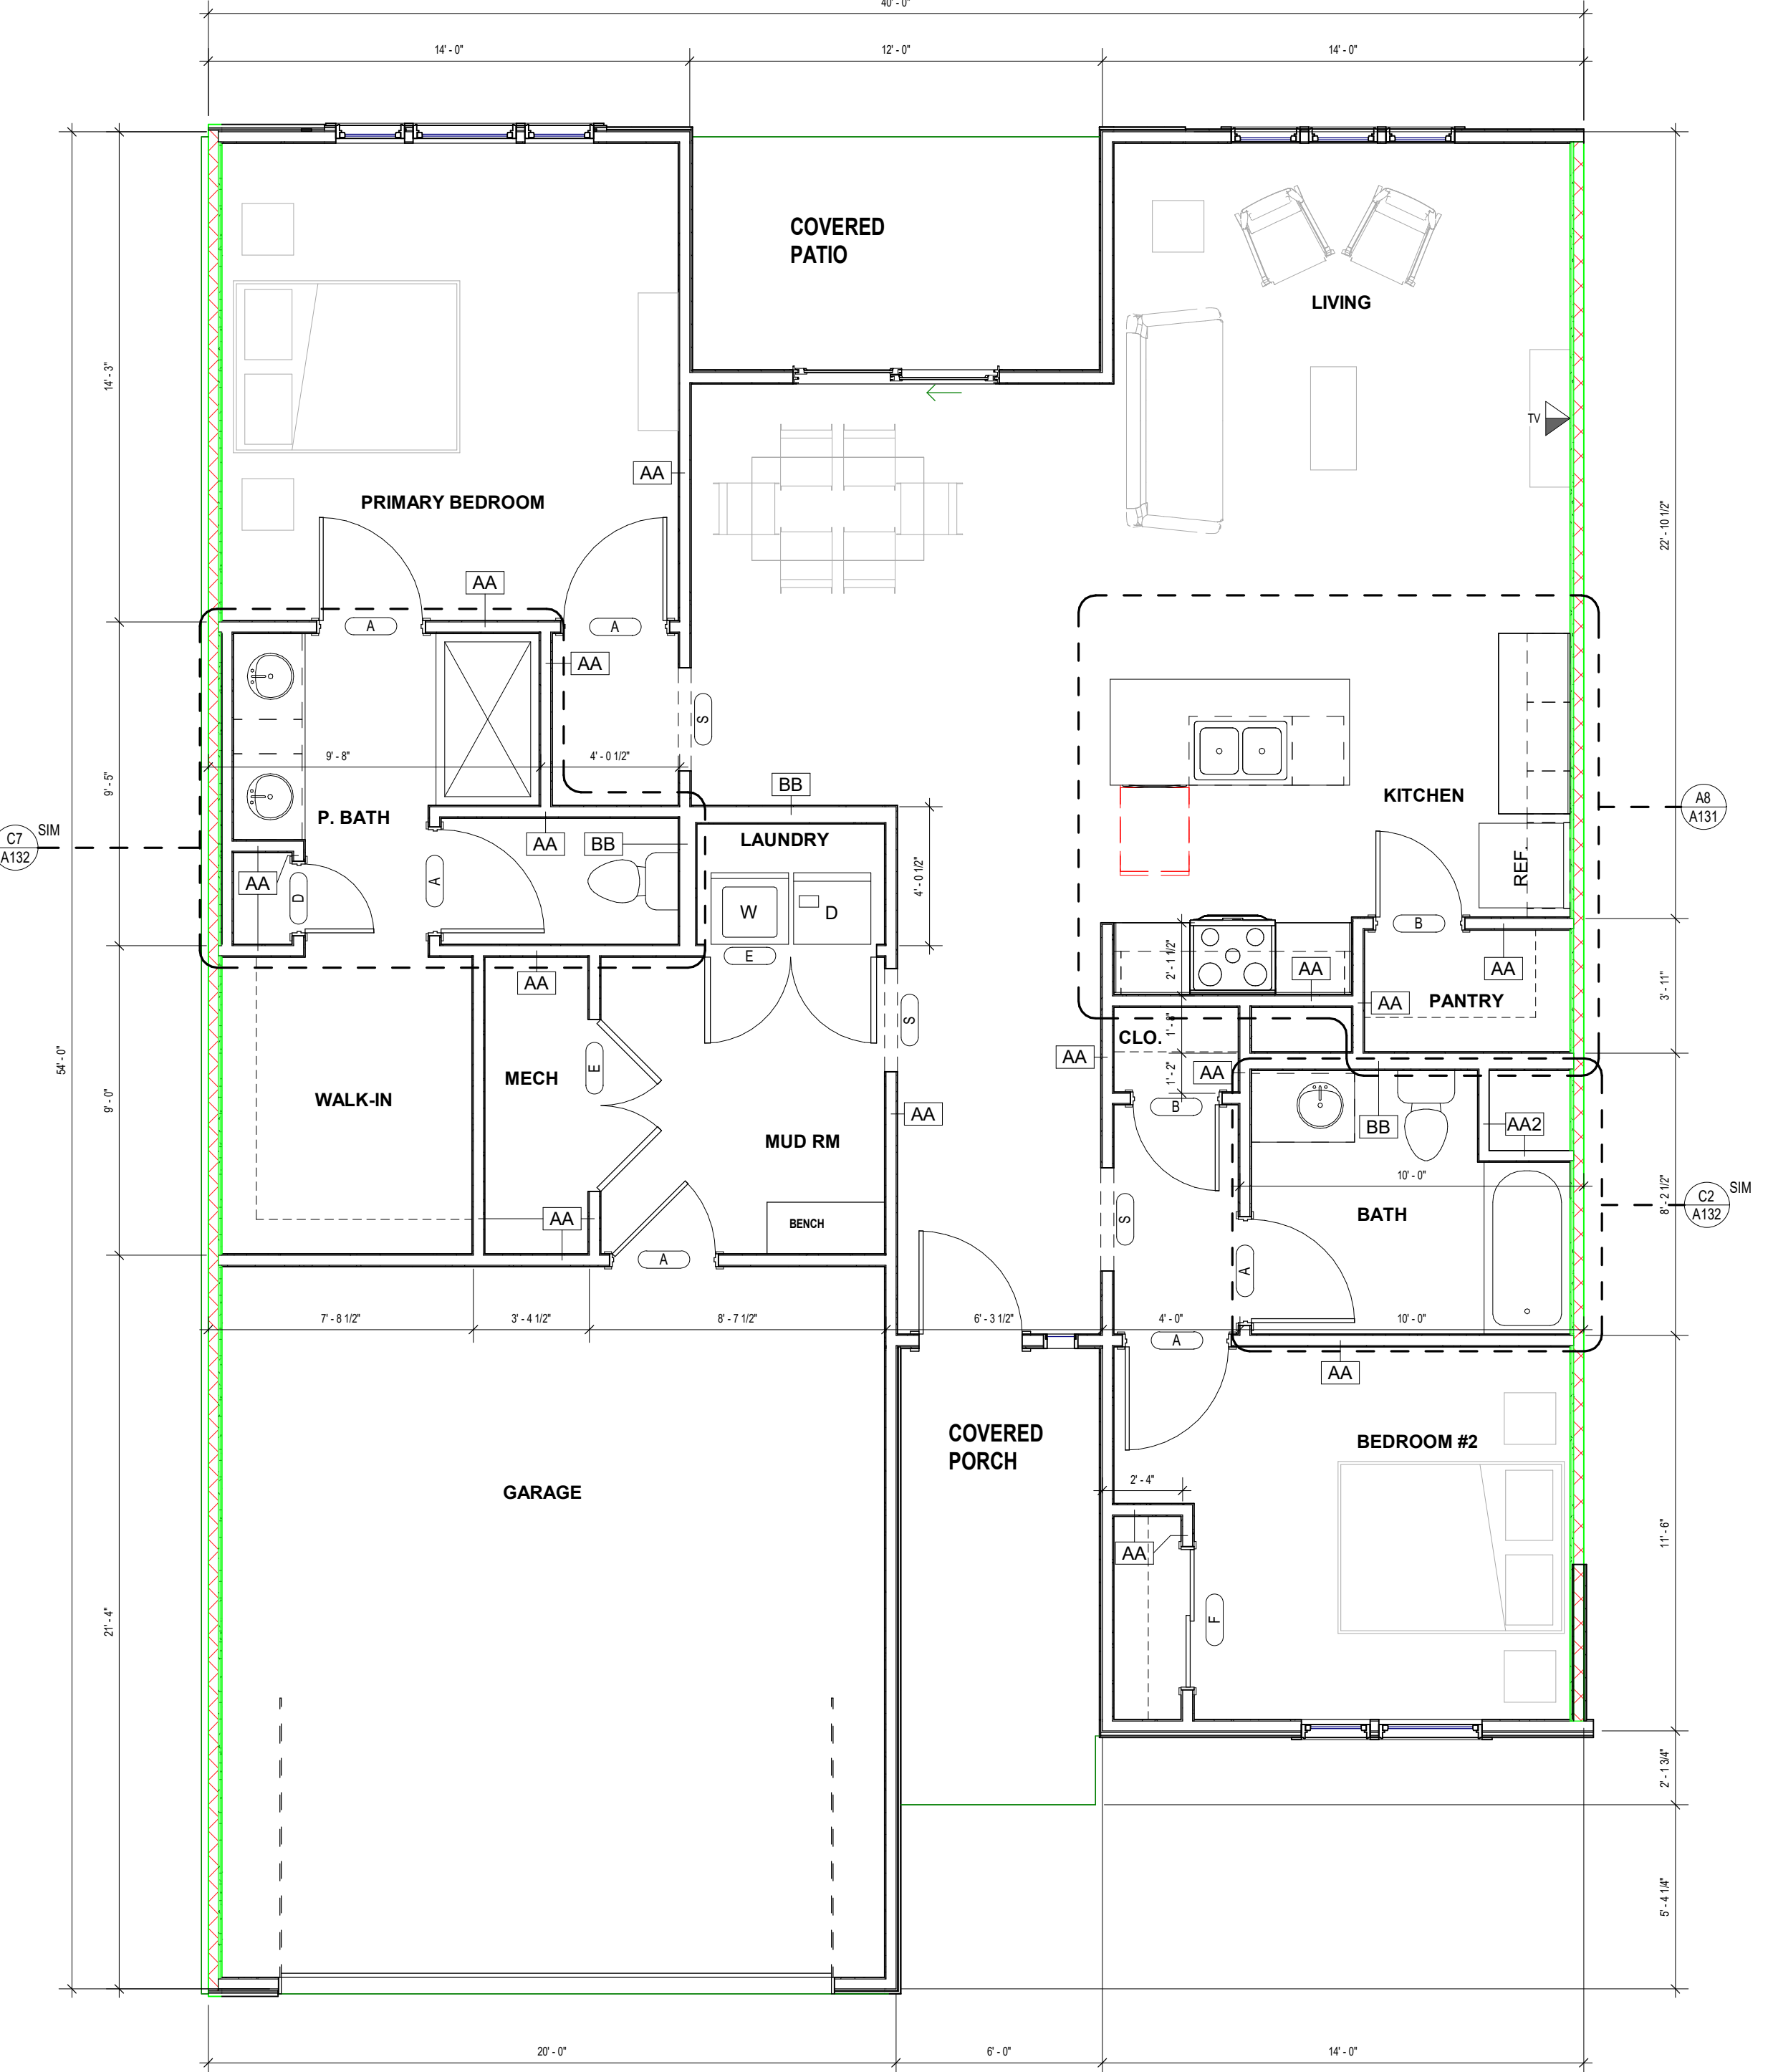 40' - 0"
14' - 0"
12' - 0"
14' - 0"
COVERED
PATIO
LIVING
14' - 3"
TV
AA
PRIMARY BEDROOM
22' - 10 1/2"
AA
A
A
AA
S
9' - 8"
4' - 0 1/2"
9' - 5"
BB
KITCHEN
A8
A131
P. BATH
C7
A132
SIM
AA
BB
LAUNDRY
4' - 0 1/2"
REF.
AA
D
A
W
D
B
E
2' - 1 1/2"
AA
AA
AA
AA
PANTRY
3' - 11"
S
CLO.
1' - 8"
54' - 0"
AA
MECH
E
AA
1' - 2"
9' - 0"
WALK-IN
B
AA
BB
AA2
MUD RM
10' - 0"
C2
A132
SIM
8' - 2 1/2"
AA
BENCH
S
BATH
A
A
7' - 8 1/2"
3' - 4 1/2"
8' - 7 1/2"
6' - 3 1/2"
4' - 0"
10' - 0"
A
AA
COVERED
PORCH
BEDROOM #2
2' - 4"
GARAGE
AA
11' - 6"
F
21' - 4"
2' - 1 3/4"
5' - 4 1/4"
20' - 0"
6' - 0"
14' - 0"